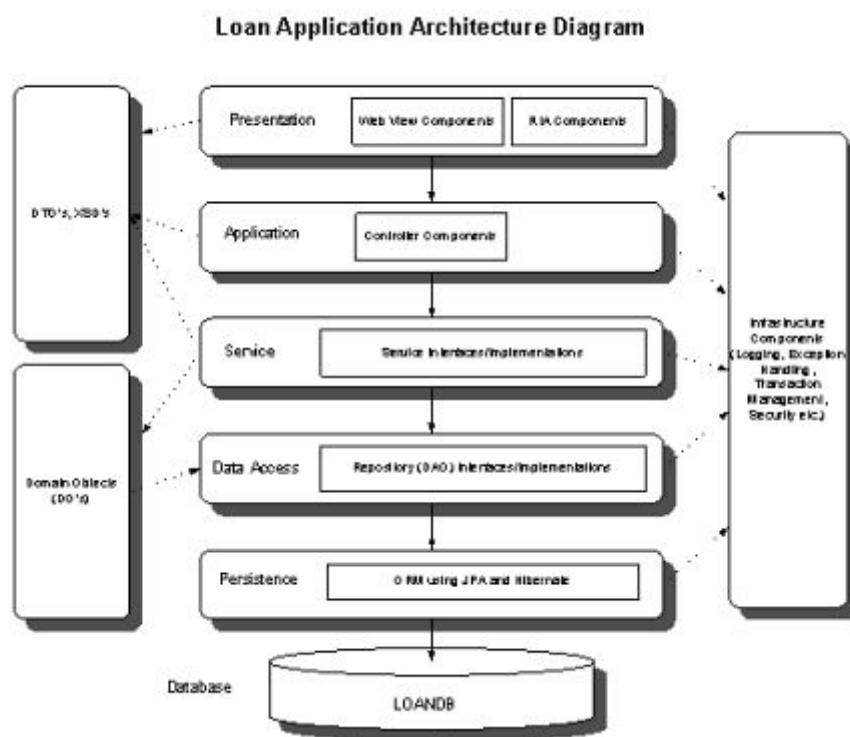 Loan Application Architecture Diagram
Presentation
Web View Components
RIA Components
DTO's, XSD's
Application
Controller Components
Service
Service Interfaces/Implementations
Infrastructure
Components
(Logging, Exception
Handling,
Transaction
Management,
Security etc.)
Data Access
Repository (DAO) Interfaces/Implementations
Domain Objects
(DO's)
Persistence
ORM using JPA and Hibernate
Database
LOANDB